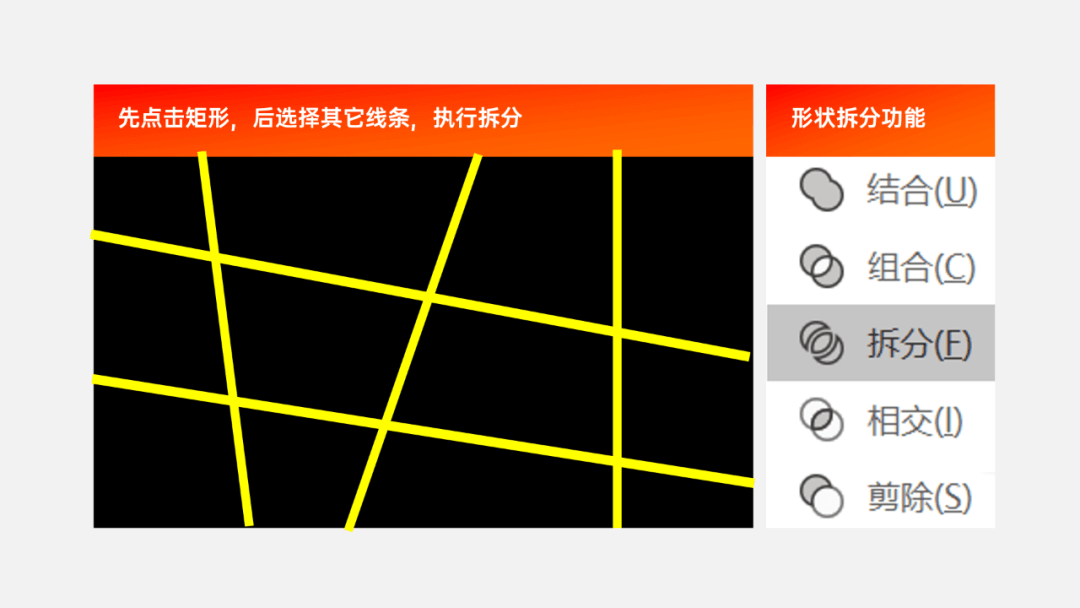 先点击矩形，后选择其它线条，执行拆分
形状拆分功能
结合(U)
组合(C)
拆分(F)
相交(I)
剪除(S)